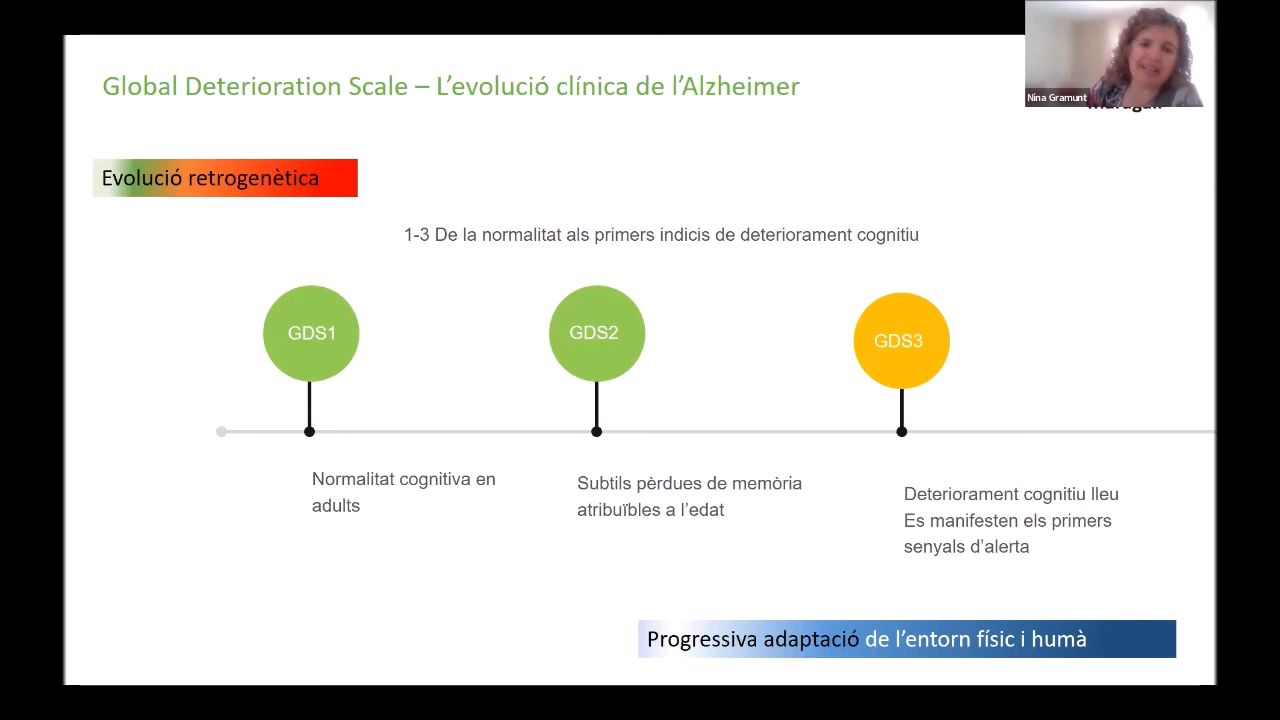 Global Deterioration Scale – L’evolució clínica de l’Alzheimer
Nina Gramunt
Evolució retrogenètica
1-3 De la normalitat als primers indicis de deteriorament cognitiu
GDS1
GDS2
GDS3
Normalitat cognitiva en
adults
Subtils pèrdues de memòria
atribuïbles a l’edat
Deteriorament cognitiu lleu
Es manifesten els primers
senyals d’alerta
Progressiva adaptació de l’entorn físic i humà